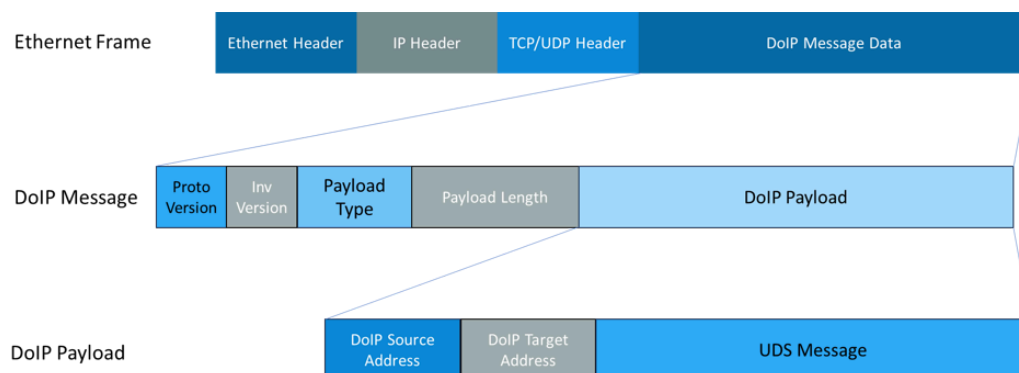 Ethernet Frame
Ethernet Header
IP Header
TCP/UDP Header
DoIP Message Data
DoIP Message
Proto
Version
Inv
Version
Payload
Type
Payload Length
DoIP Payload
DoIP Payload
DoIP Source
Address
DoIP Target
Address
UDS Message